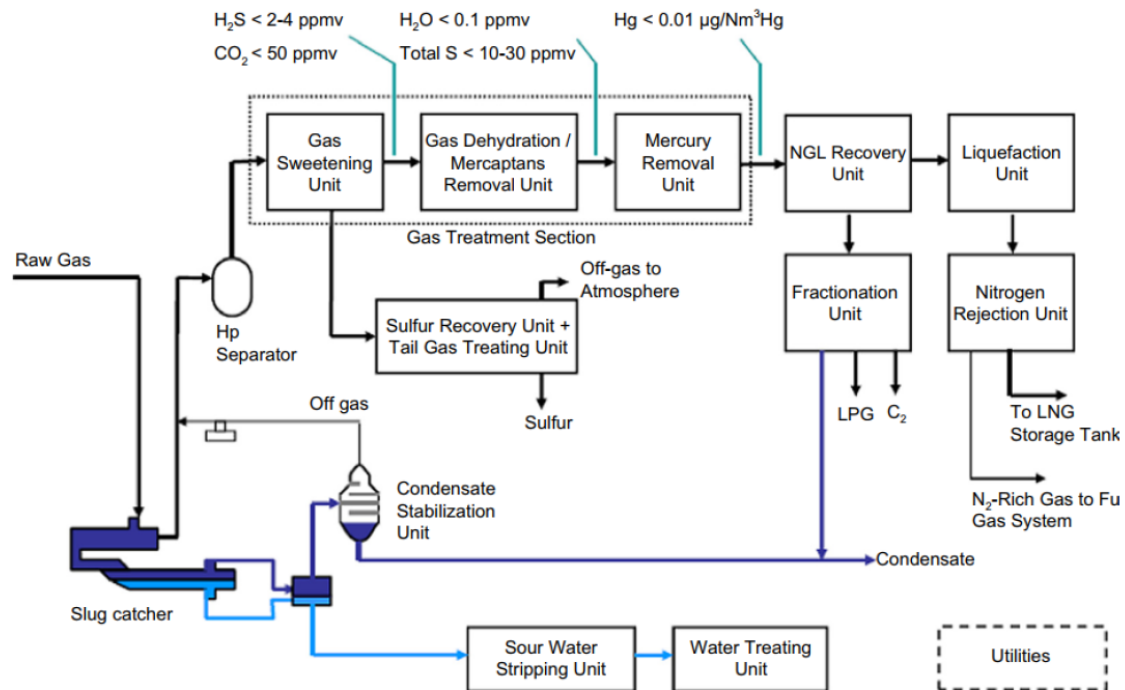 H₂S < 2-4 ppmv
CO₂ < 50 ppmv
H₂O < 0.1 ppmv
Total S < 10-30 ppmv
Hg < 0.01 µg/Nm³Hg
Gas
Sweetening
Unit
Gas Dehydration /
Mercaptans
Removal Unit
Mercury
Removal
Unit
NGL Recovery
Unit
Liquefaction
Unit
Gas Treatment Section
Raw Gas
Hp
Separator
Off-gas to
Atmosphere
Sulfur Recovery Unit +
Tail Gas Treating Unit
Sulfur
Fractionation
Unit
Nitrogen
Rejection Unit
LPG
C₂
To LNG
Storage Tank
N₂-Rich Gas to Fu
Gas System
Off gas
Condensate
Stabilization
Unit
Condensate
Slug catcher
Sour Water
Stripping Unit
Water Treating
Unit
Utilities